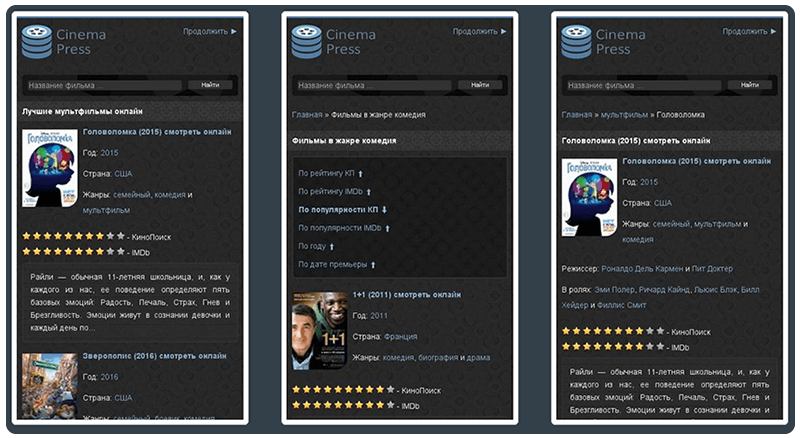 Cinema
Press
Продолжить ►
Название фильма ...
Найти
Лучшие мультфильмы онлайн
ГОЛОВОЛОМКА
Головоломка (2015) смотреть онлайн
Год: 2015
Страна: США
Жанры: семейный, комедия и
мультфильм
- КиноПоиск
- IMDb
Райли — обычная 11-летняя школьница, и, как у
каждого из нас, ее поведение определяют пять
базовых эмоций: Радость, Печаль, Страх, Гнев и
Брезгливость. Эмоции живут в сознании девочки и
каждый день по...
Зверополис (2016) смотреть онлайн
Год: 2016
Страна: США
Жанры: семейный, боевик, комедия,
Cinema
Press
Продолжить ►
Название фильма ...
Найти
Главная » Фильмы в жанре комедия
Фильмы в жанре комедия
По рейтингу КП ⬆
По рейтингу IMDb ⬆
По популярности КП ⬇
По популярности IMDb ⬆
По году ⬆
По дате премьеры ⬆
1+1
1+1 (2011) смотреть онлайн
Год: 2011
Страна: Франция
Жанры: комедия, биография и драма
- КиноПоиск
- IMDb
Cinema
Press
Продолжить ►
Название фильма ...
Найти
Главная » мультфильм » Головоломка
Головоломка (2015) смотреть онлайн
ГОЛОВОЛОМКА
Головоломка (2015) смотреть онлайн
Год: 2015
Страна: США
Жанры: семейный, мультфильм и
комедия
Режиссер: Роналдо Дель Кармен и Пит Доктер
В ролях: Эми Полер, Ричард Кайнд, Льюис Блэк, Билл
Хейдер и Филлис Смит
- КиноПоиск
- IMDb
Райли — обычная 11-летняя школьница, и, как у
каждого из нас, ее поведение определяют пять
базовых эмоций: Радость, Печаль, Страх, Гнев и
Брезгливость. Эмоции живут в сознании девочки и